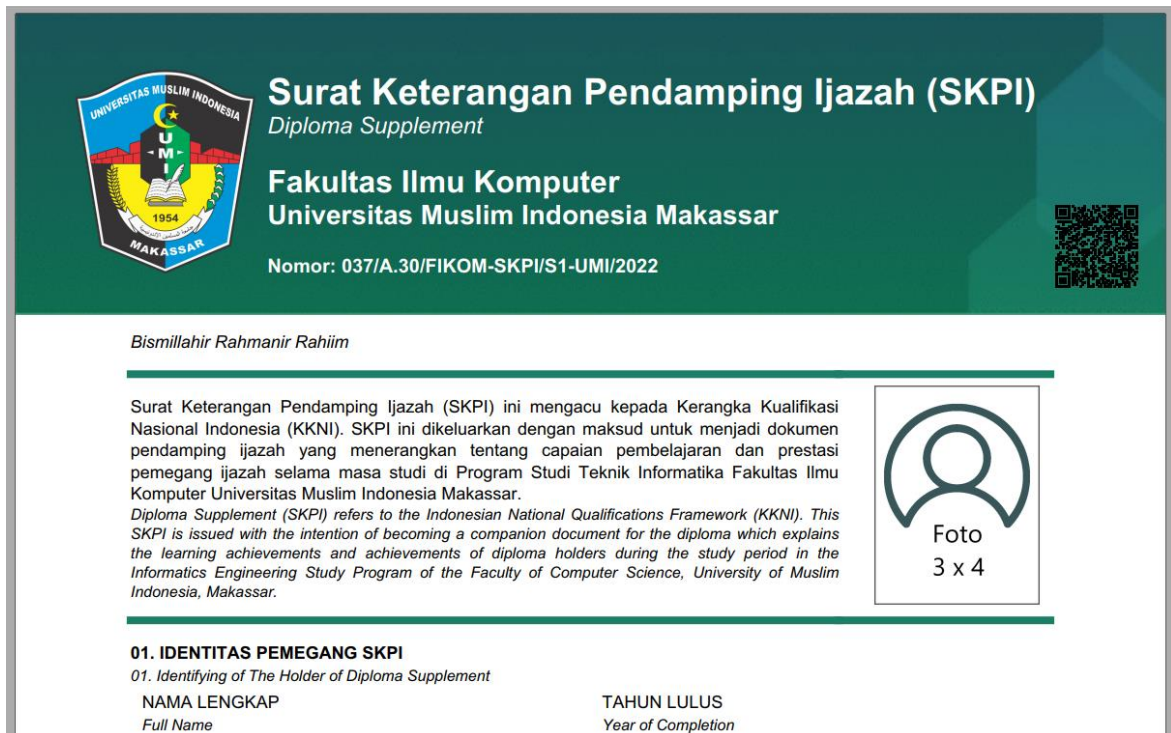 UNIVERSITAS MUSLIM INDONESIA
UMI
1954
MAKASSAR
Surat Keterangan Pendamping Ijazah (SKPI)
Diploma Supplement
Fakultas Ilmu Komputer
Universitas Muslim Indonesia Makassar
Nomor: 037/A.30/FIKOM-SKPI/S1-UMI/2022
Bismillahir Rahmanir Rahiim
Surat Keterangan Pendamping Ijazah (SKPI) ini mengacu kepada Kerangka Kualifikasi
Nasional Indonesia (KKNI). SKPI ini dikeluarkan dengan maksud untuk menjadi dokumen
pendamping ijazah yang menerangkan tentang capaian pembelajaran dan prestasi
pemegang ijazah selama masa studi di Program Studi Teknik Informatika Fakultas Ilmu
Komputer Universitas Muslim Indonesia Makassar.
Diploma Supplement (SKPI) refers to the Indonesian National Qualifications Framework (KKNI). This
SKPI is issued with the intention of becoming a companion document for the diploma which explains
the learning achievements and achievements of diploma holders during the study period in the
Informatics Engineering Study Program of the Faculty of Computer Science, University of Muslim
Indonesia, Makassar.
Foto
3 x 4
01. IDENTITAS PEMEGANG SKPI
01. Identifying of The Holder of Diploma Supplement
NAMA LENGKAP
Full Name
TAHUN LULUS
Year of Completion